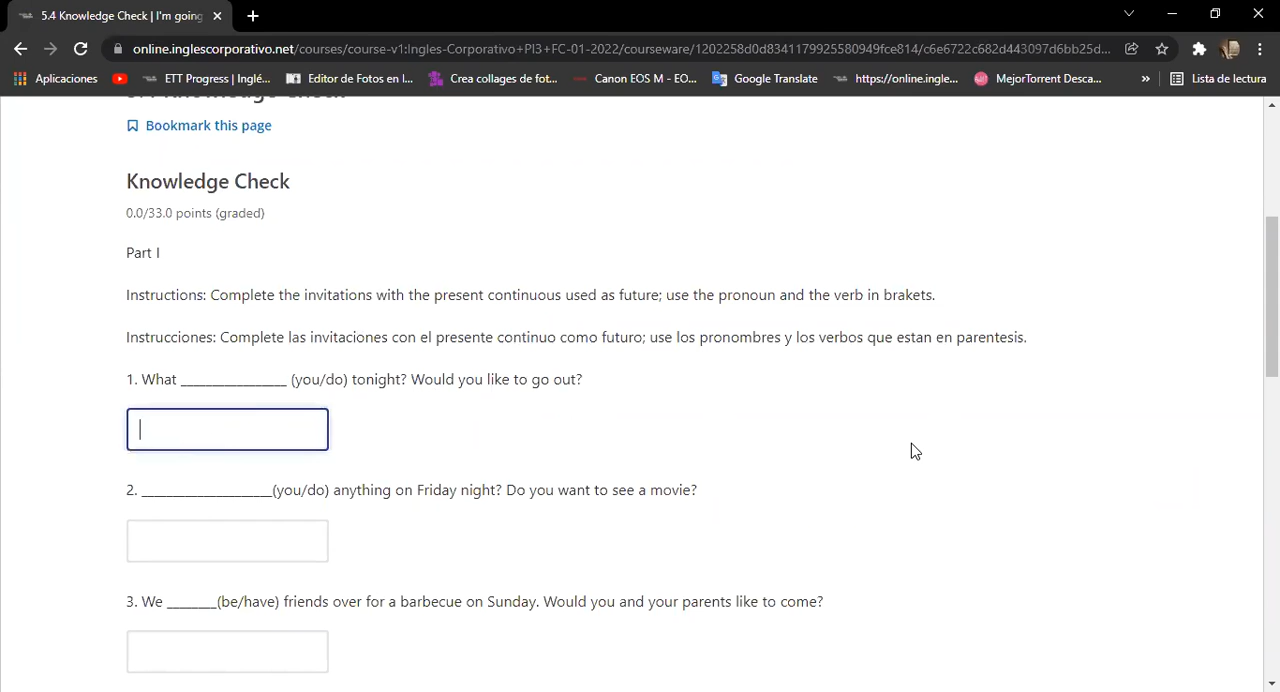 5.4 Knowledge Check | I'm going
online.inglescorporativo.net/courses/course-v1:Ingles-Corporativo+PI3+FC-01-2022/courseware/1202258d0d8341179925580949fce814/c6e6722c682d443097d6bb25d...
Aplicaciones ETT Progress | Inglé... Editor de Fotos en l... Crea collages de fot... Canon EOS M - EO... Google Translate https://online.ingle... MejorTorrent Desca... » Lista de lectura
5.4 Knowledge Check
Bookmark this page
Knowledge Check
0.0/33.0 points (graded)
Part I
Instructions: Complete the invitations with the present continuous used as future; use the pronoun and the verb in brakets.
Instrucciones: Complete las invitaciones con el presente continuo como futuro; use los pronombres y los verbos que estan en parentesis.
1. What ________________ (you/do) tonight? Would you like to go out?
2. ____________________(you/do) anything on Friday night? Do you want to see a movie?
3. We ________(be/have) friends over for a barbecue on Sunday. Would you and your parents like to come?